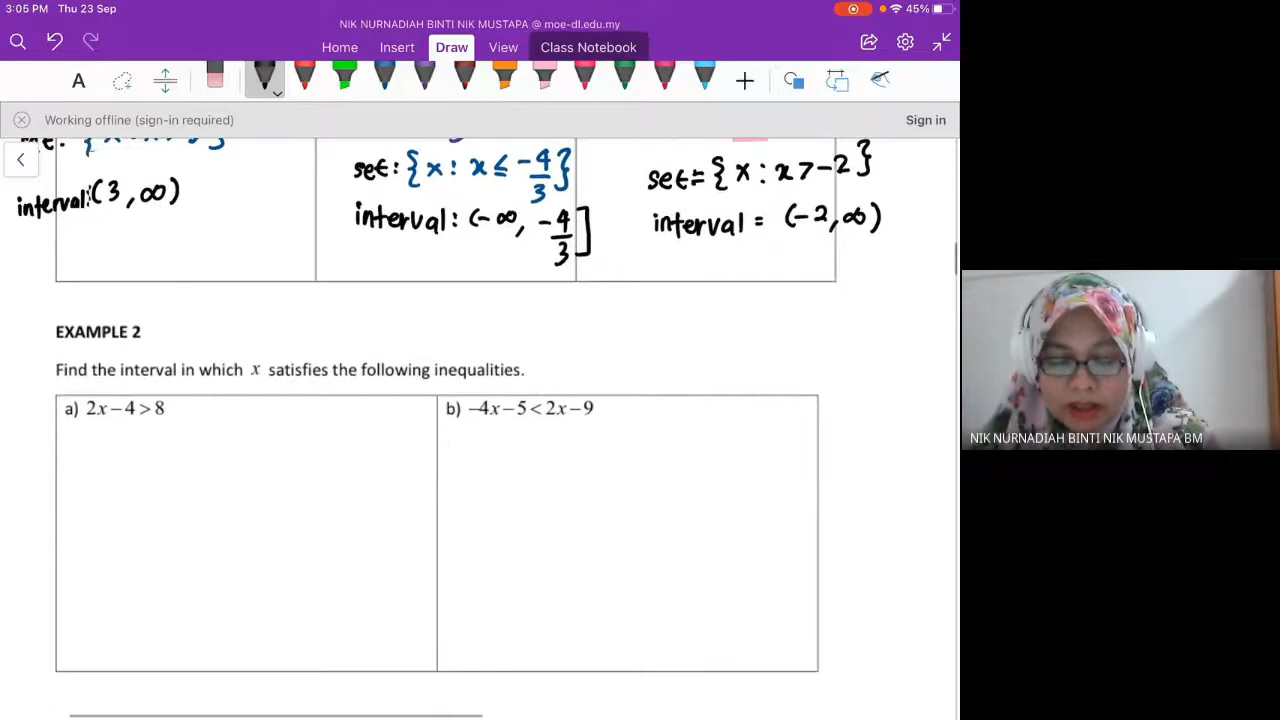 3:05 PM Thu 23 Sep
45%
NIK NURNADIAH BINTI NIK MUSTAPA @ moe-dl.edu.my
Home Insert Draw View Class Notebook
A
Working offline (sign-in required) Sign in
interval: (3, ∞)
set: {x : x ≤ -4/3}
interval: (-∞, -4/3]
set = {x : x > -2}
interval = (-2, ∞)
EXAMPLE 2
Find the interval in which x satisfies the following inequalities.
a) 2x − 4 > 8
b) −4x − 5 < 2x − 9
NIK NURNADIAH BINTI NIK MUSTAPA BM